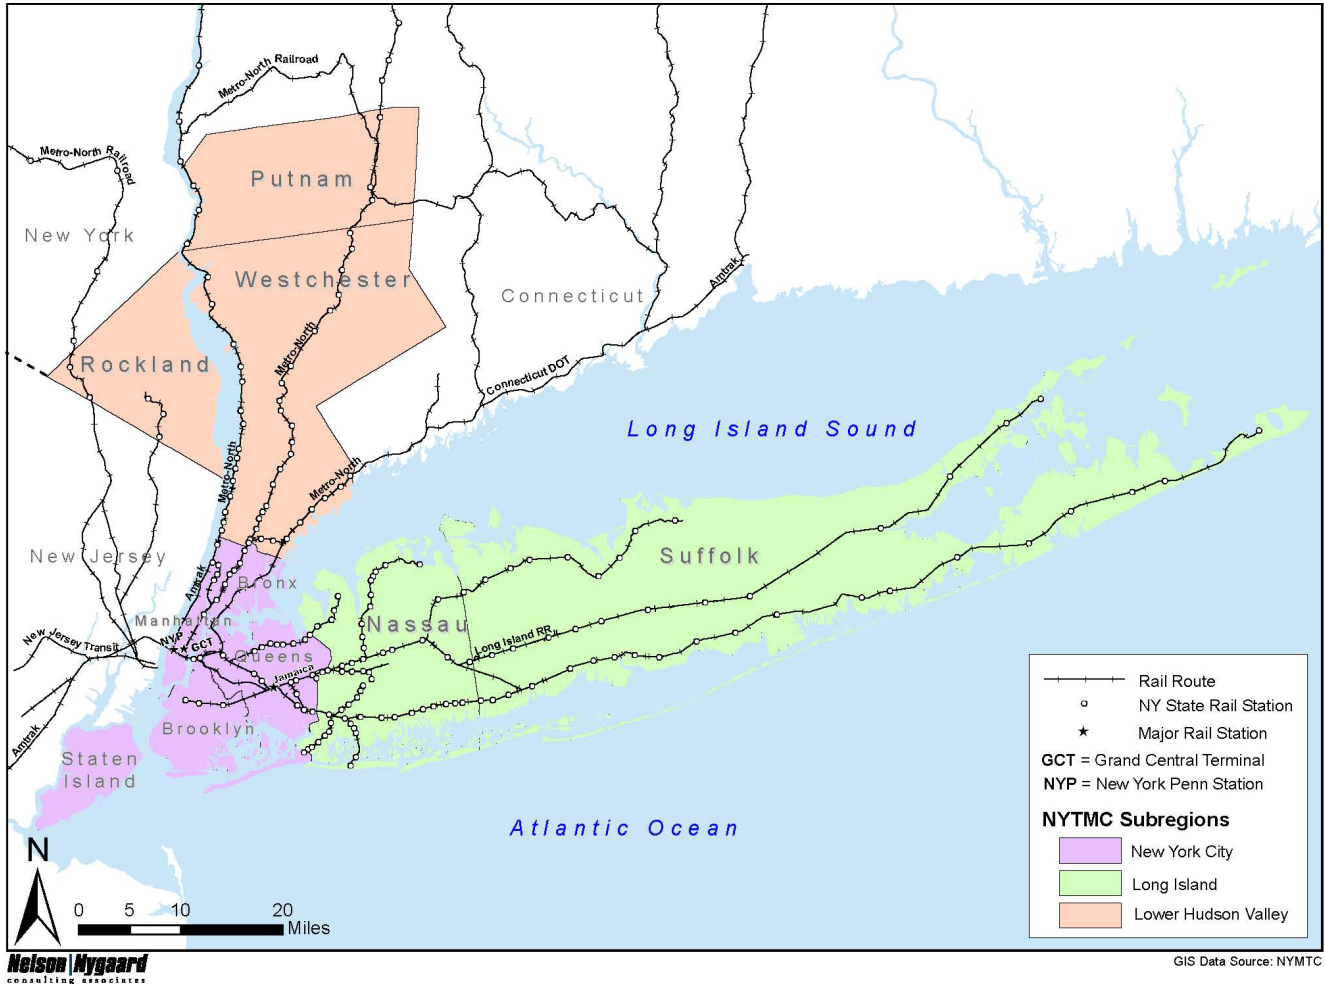 Metro-North Railroad
Metro-North Railroad
Putnam
New York
Westchester
Connecticut
Amtrak
Rockland
Metro-North
Connecticut DOT
Long Island Sound
Metro-North
Metro-North
New Jersey
Suffolk
Amtrak
Bronx
Manhattan
Nassau
New Jersey Transit
NYP
GCT
Long Island RR
Queens
Jamaica
Brooklyn
Amtrak
Staten
Island
Atlantic Ocean
Rail Route
NY State Rail Station
Major Rail Station
GCT = Grand Central Terminal
NYP = New York Penn Station
NYTMC Subregions
New York City
Long Island
Lower Hudson Valley
N
0 5 10 20
Miles
Nelson|Nygaard
consulting associates
GIS Data Source: NYMTC